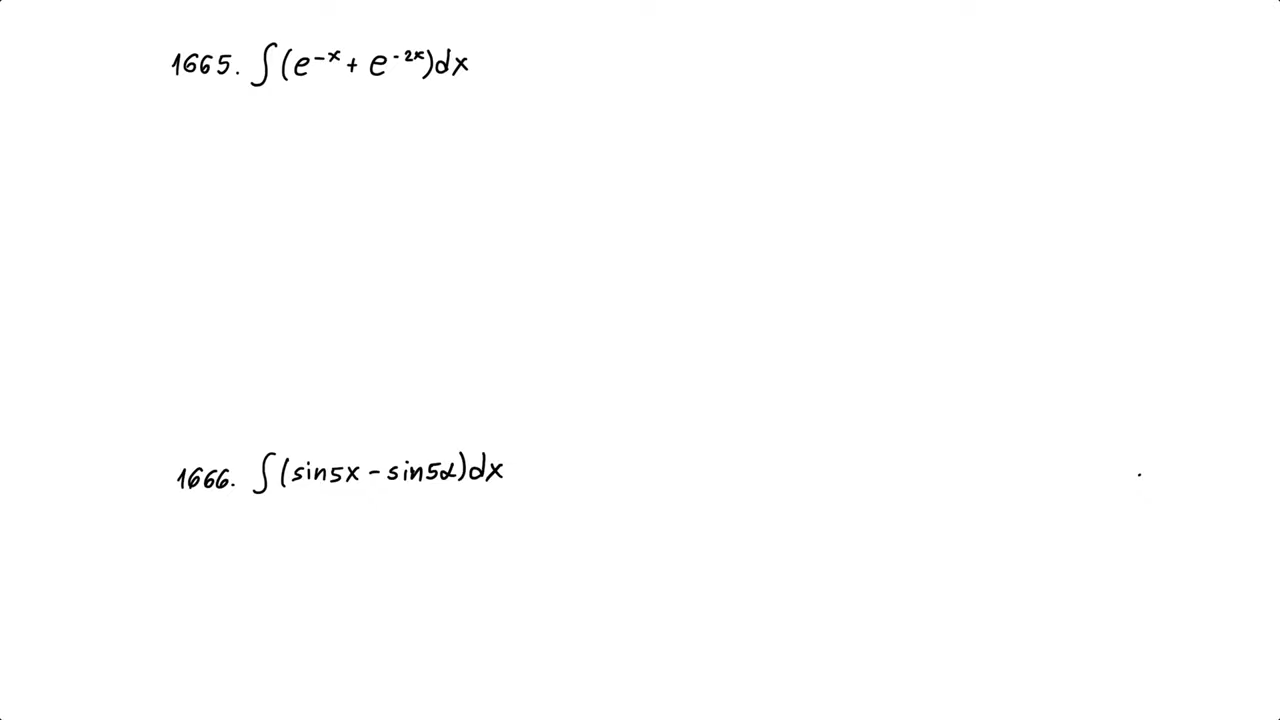 1665. ∫(e⁻ˣ + e⁻²ˣ)dx
1666. ∫(sin5x - sin5α)dx